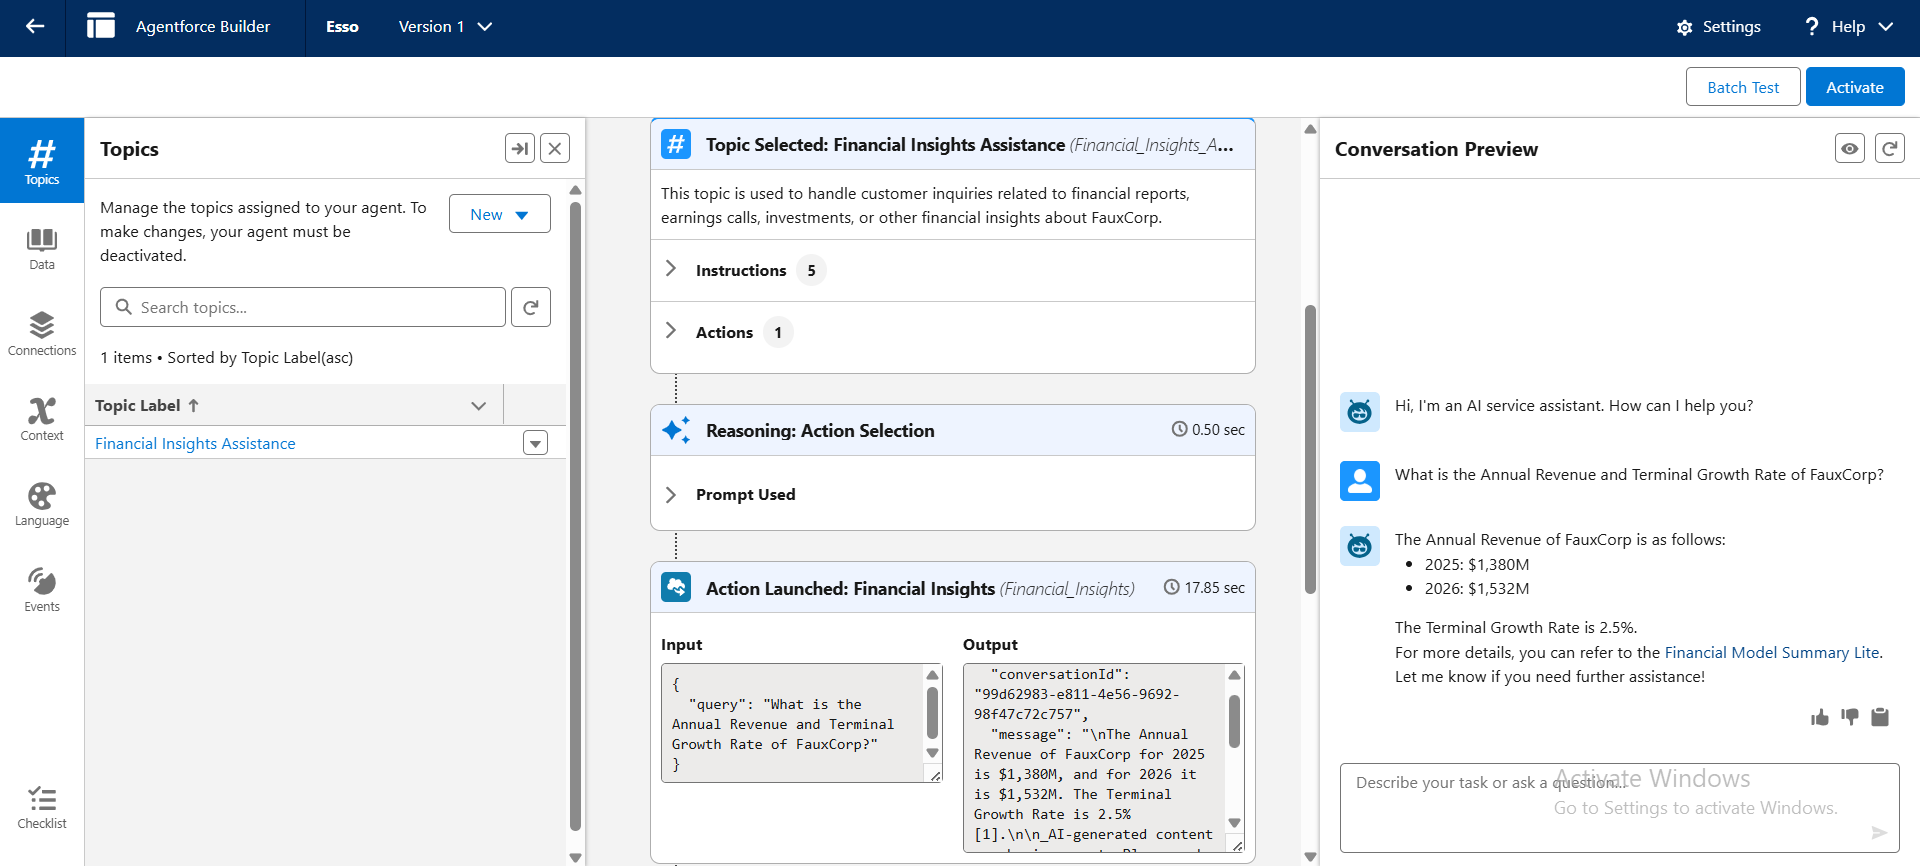 Agentforce Builder
Esso
Version 1
Settings
Help
Batch Test
Activate
Topics
Data
Connections
Context
Language
Events
Checklist
Topics
Manage the topics assigned to your agent. To
make changes, your agent must be
deactivated.
New
Search topics...
1 items • Sorted by Topic Label(asc)
Topic Label ↑
Financial Insights Assistance
Topic Selected: Financial Insights Assistance (Financial_Insights_A...
This topic is used to handle customer inquiries related to financial reports,
earnings calls, investments, or other financial insights about FauxCorp.
Instructions 5
Actions 1
Reasoning: Action Selection 0.50 sec
Prompt Used
Action Launched: Financial Insights (Financial_Insights) 17.85 sec
Input
{
"query": "What is the
Annual Revenue and Terminal
Growth Rate of FauxCorp?"
}
Output
"conversationId":
"99d62983-e811-4e56-9692-
98f47c72c757",
"message": "\nThe Annual
Revenue of FauxCorp for 2025
is $1,380M, and for 2026 it
is $1,532M. The Terminal
Growth Rate is 2.5%
[1].\n\n_AI-generated content
Conversation Preview
Hi, I'm an AI service assistant. How can I help you?
What is the Annual Revenue and Terminal Growth Rate of FauxCorp?
The Annual Revenue of FauxCorp is as follows:
• 2025: $1,380M
• 2026: $1,532M
The Terminal Growth Rate is 2.5%.
For more details, you can refer to the Financial Model Summary Lite.
Let me know if you need further assistance!
Describe your task or ask a question...
Activate Windows
Go to Settings to activate Windows.